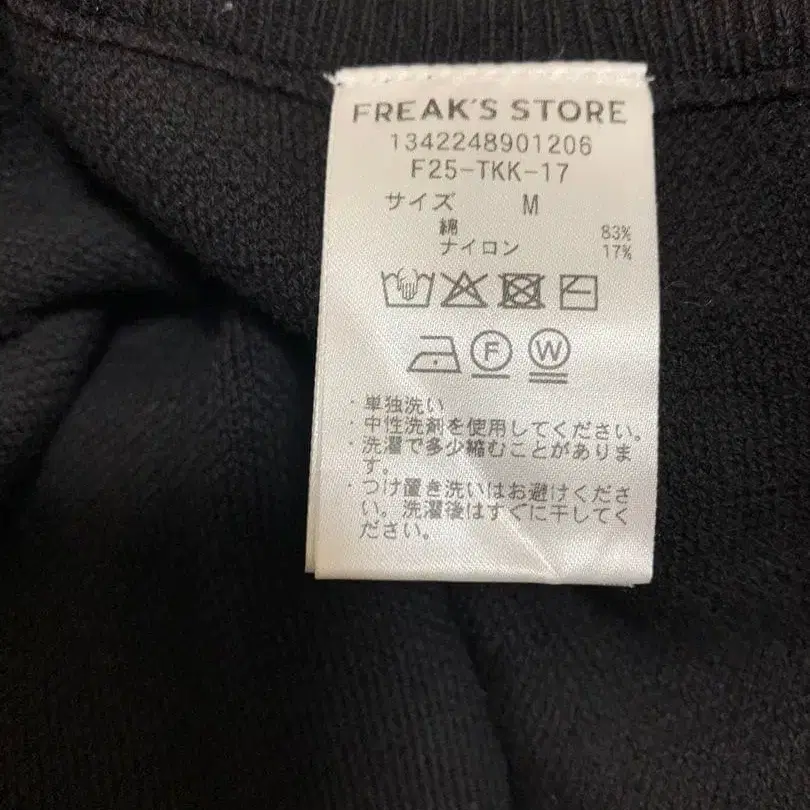 FREAK'S STORE
1342248901206
F25-TKK-17
サイズ M
綿 83%
ナイロン 17%
F W
・単独洗い
・中性洗剤を使用してください。
・洗濯で多少縮むことがありま
す。
・つけ置き洗いはお避けくださ
い。洗濯後はすぐに干してく
ださい。